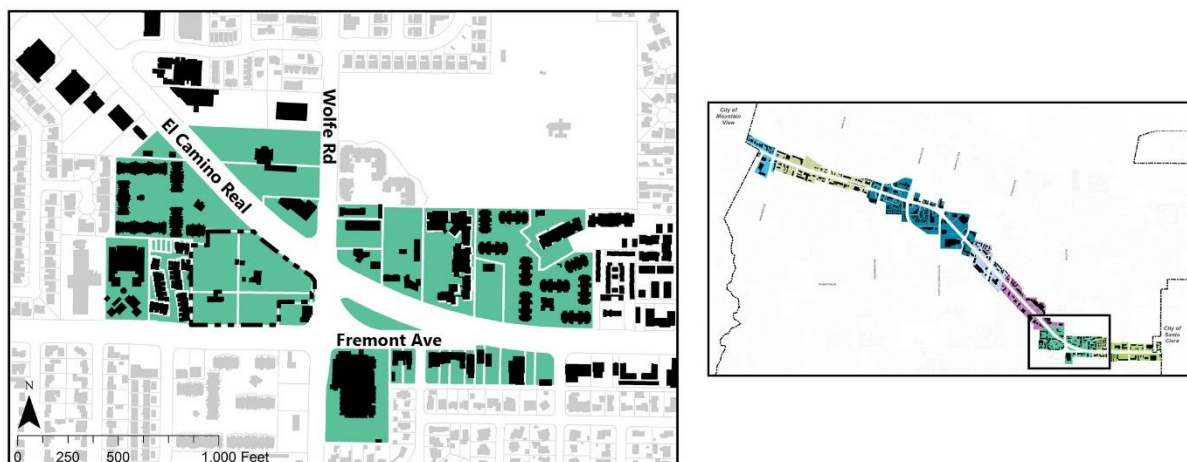 El Camino Real
Wolfe Rd
Fremont Ave
N
0 250 500 1,000 Feet
City of
Mountain
View
City of
Santa
Clara